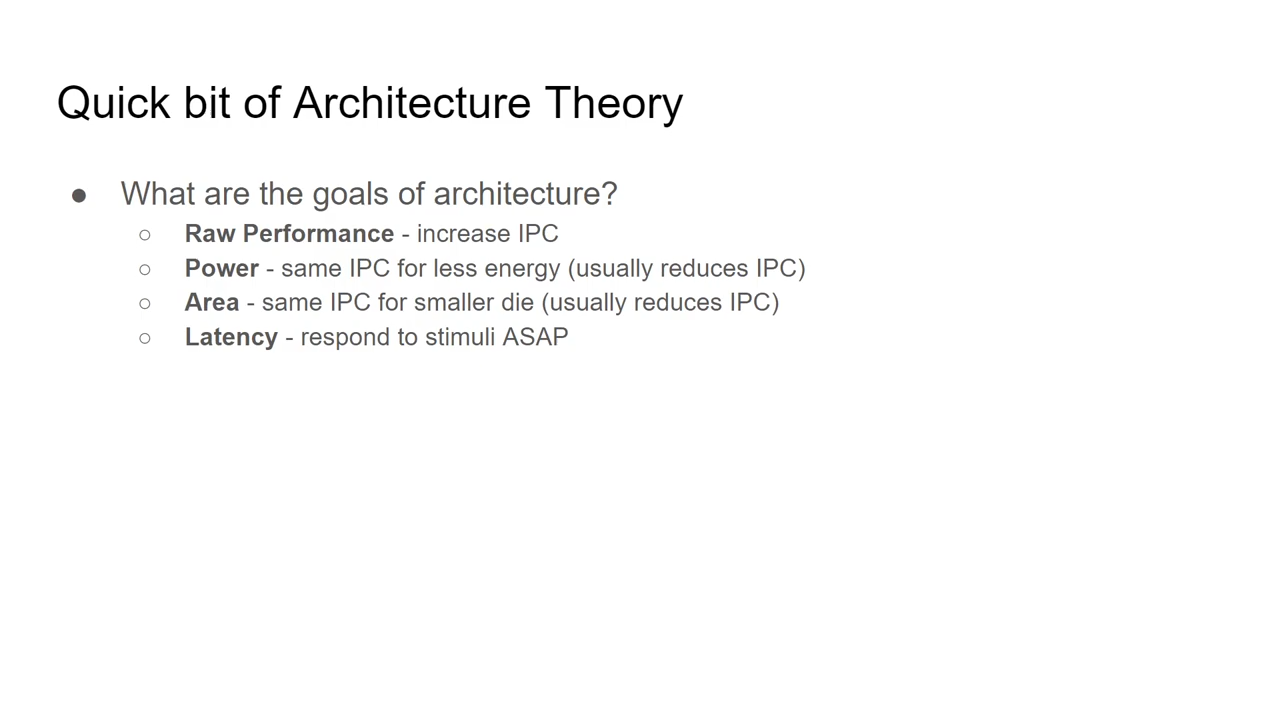 Quick bit of Architecture Theory
● What are the goals of architecture?
○ Raw Performance - increase IPC
○ Power - same IPC for less energy (usually reduces IPC)
○ Area - same IPC for smaller die (usually reduces IPC)
○ Latency - respond to stimuli ASAP